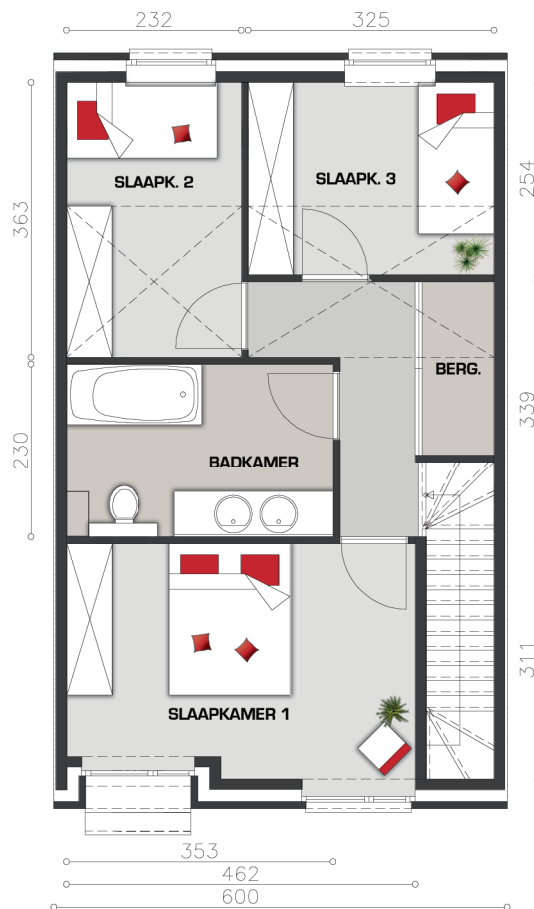 232 325
SLAAPK. 2
SLAAPK. 3
363
254
BERG.
339
230
BADKAMER
311
SLAAPKAMER 1
353
462
600